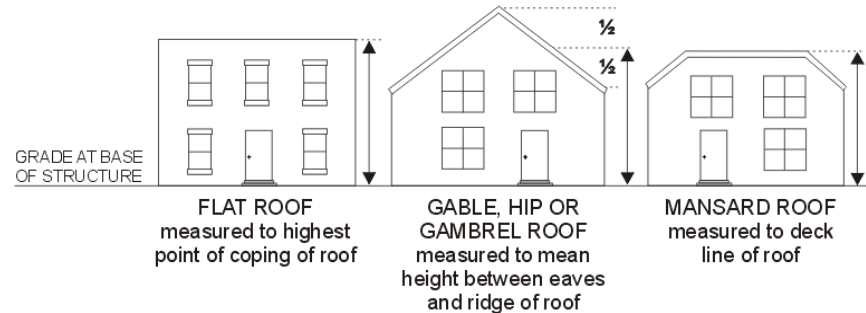 ½
½
GRADE AT BASE
OF STRUCTURE
FLAT ROOF
measured to highest
point of coping of roof
GABLE, HIP OR
GAMBREL ROOF
measured to mean
height between eaves
and ridge of roof
MANSARD ROOF
measured to deck
line of roof